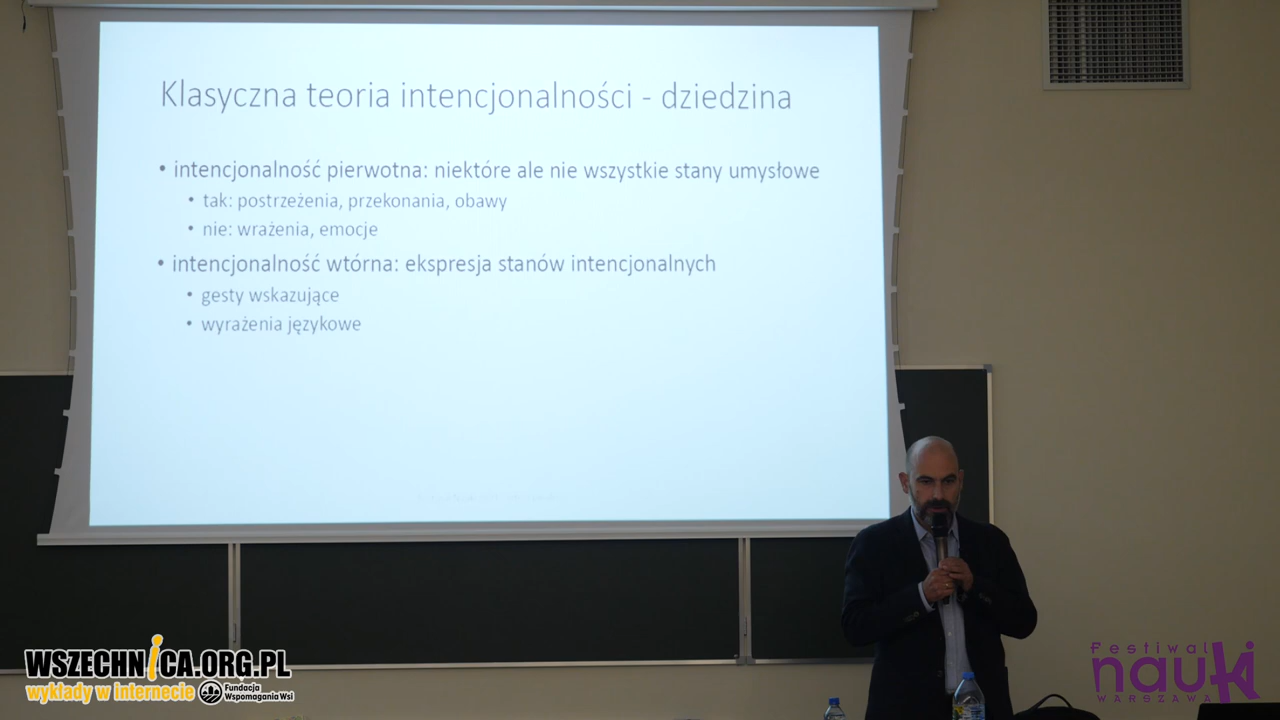 Klasyczna teoria intencjonalności - dziedzina
• intencjonalność pierwotna: niektóre ale nie wszystkie stany umysłowe
• tak: postrzeżenia, przekonania, obawy
• nie: wrażenia, emocje
• intencjonalność wtórna: ekspresja stanów intencjonalnych
• gesty wskazujące
• wyrażenia językowe
WSZECHNICA.ORG.PL
wykłady w internecie
Fundacja
Wspomagania Wsi
Festiwal
nauki
WARSZAWA